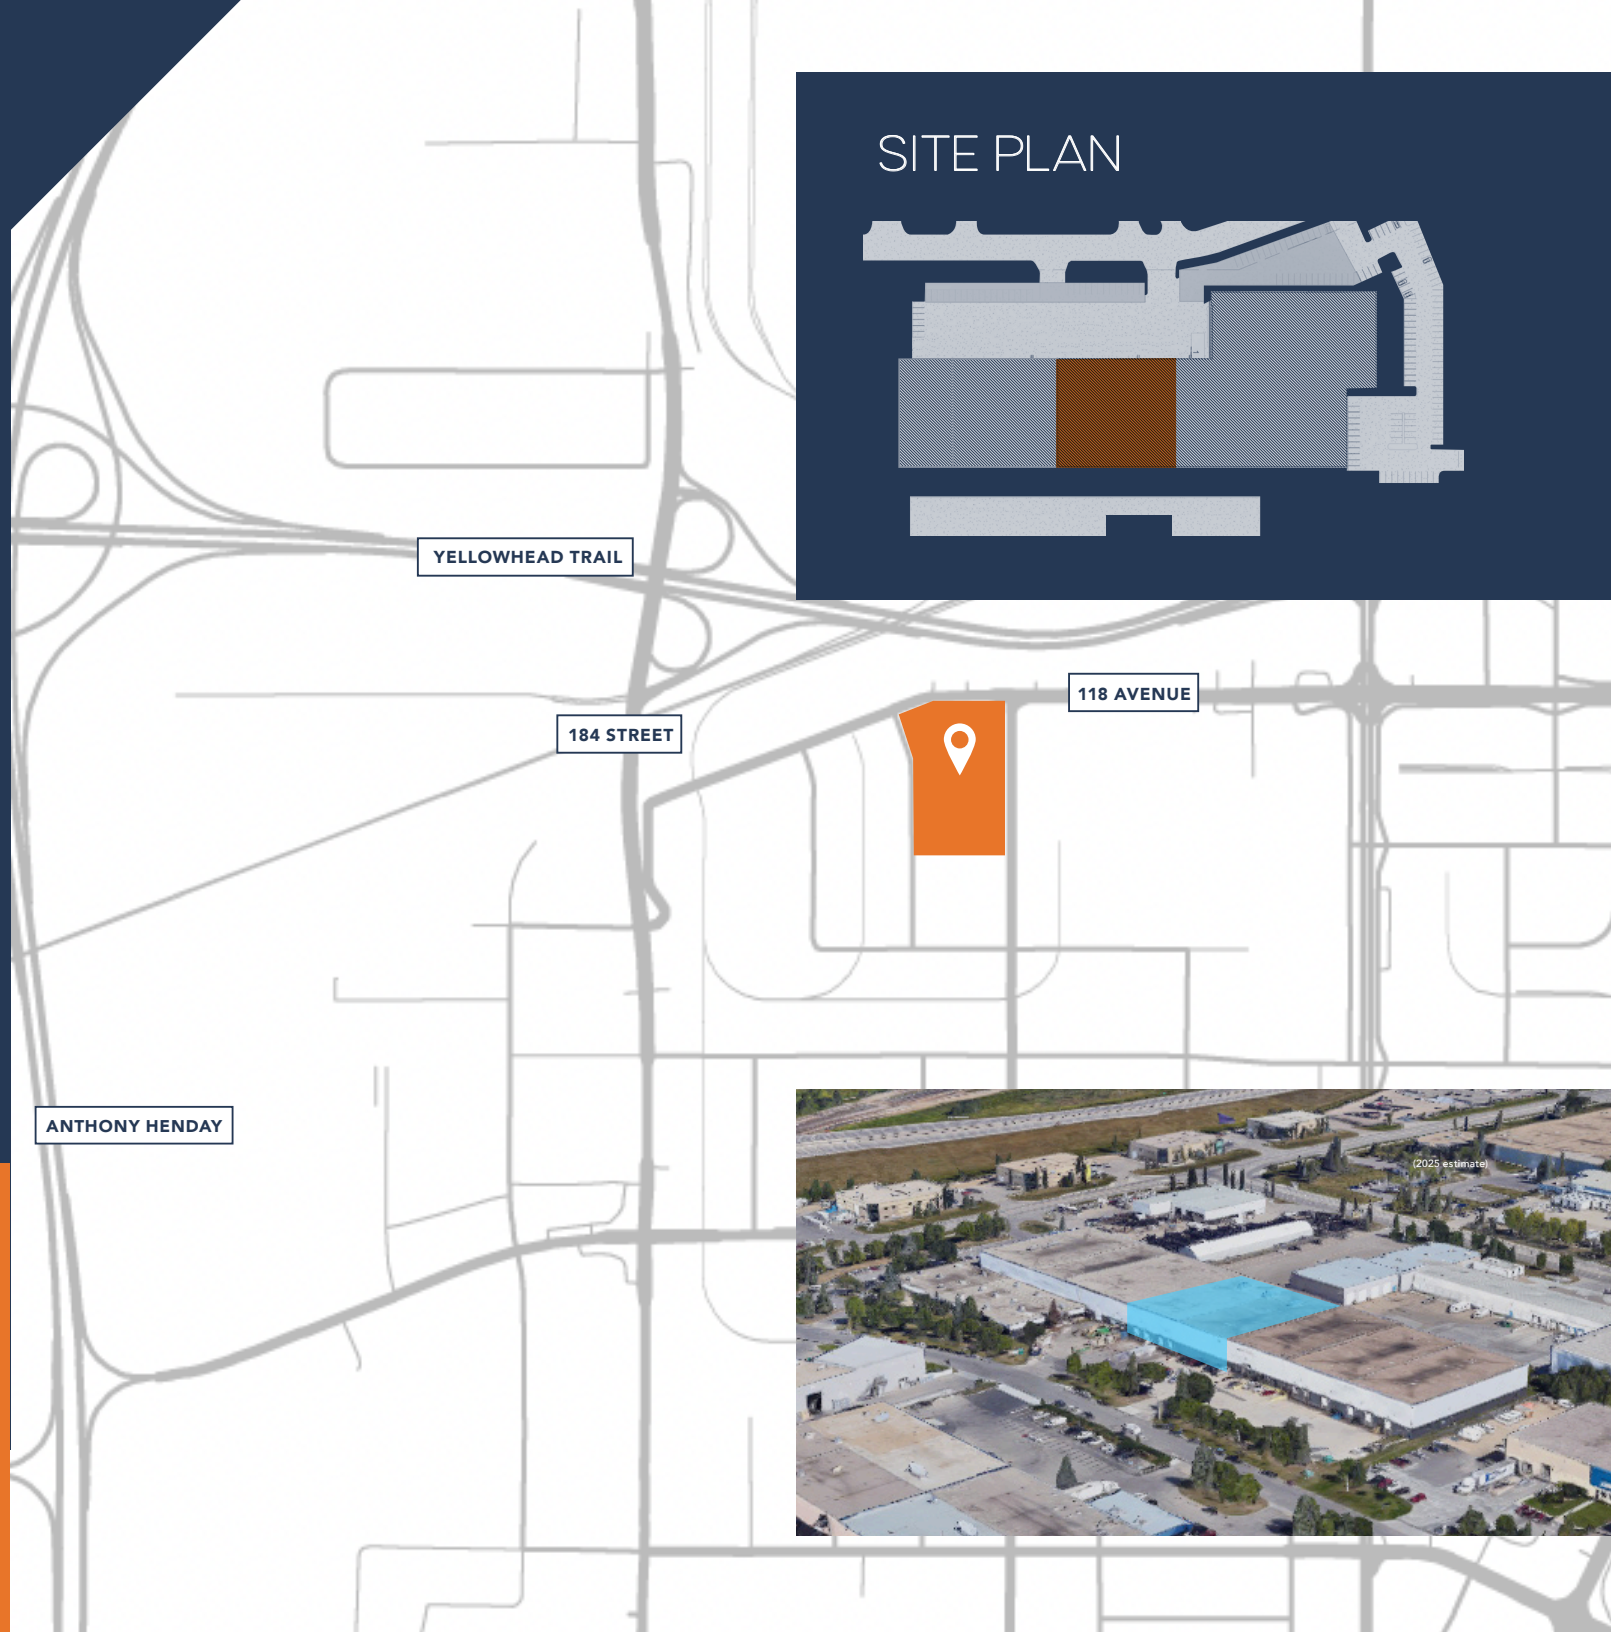 SITE PLAN
YELLOWHEAD TRAIL
118 AVENUE
184 STREET
ANTHONY HENDAY
(2025 estimate)